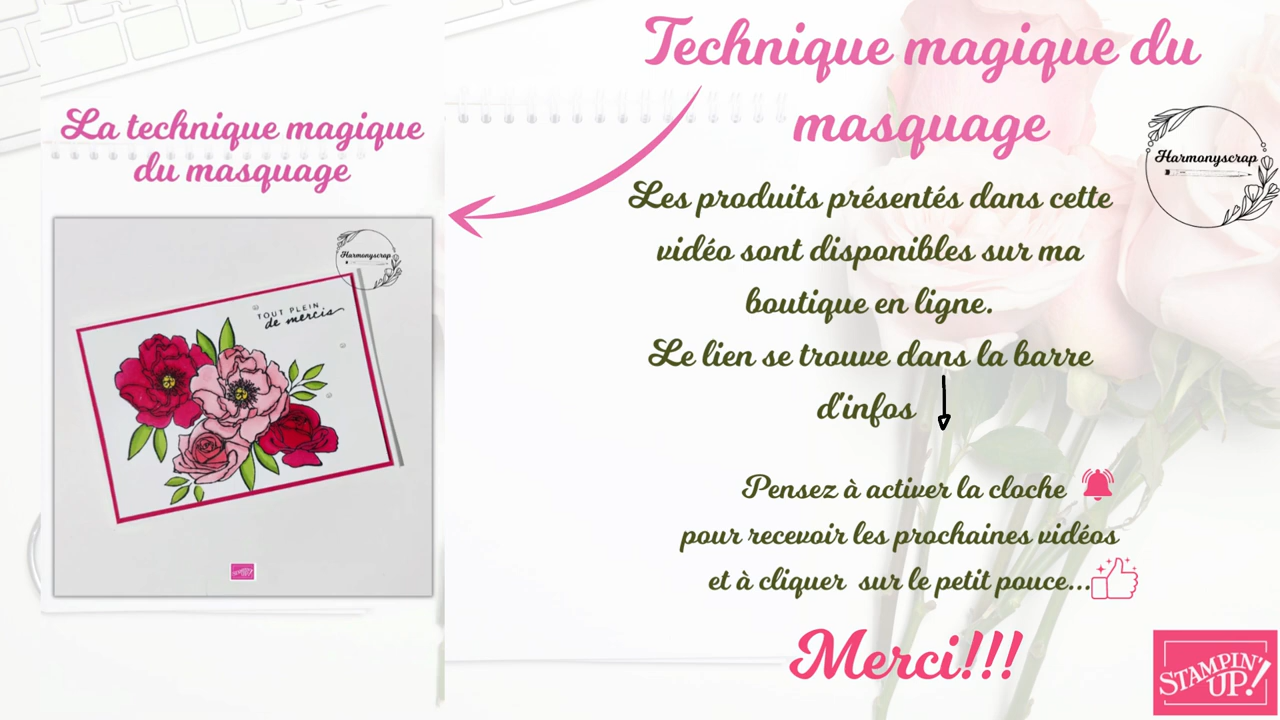 La technique magique
du masquage
Harmonyscrap
TOUT PLEIN
de mercis
STAMPIN' UP!
Technique magique du
masquage
Harmonyscrap
Les produits présentés dans cette
vidéo sont disponibles sur ma
boutique en ligne.
Le lien se trouve dans la barre
d'infos
Pensez à activer la cloche
pour recevoir les prochaines vidéos
et à cliquer sur le petit pouce...
Merci!!!
STAMPIN'
UP!